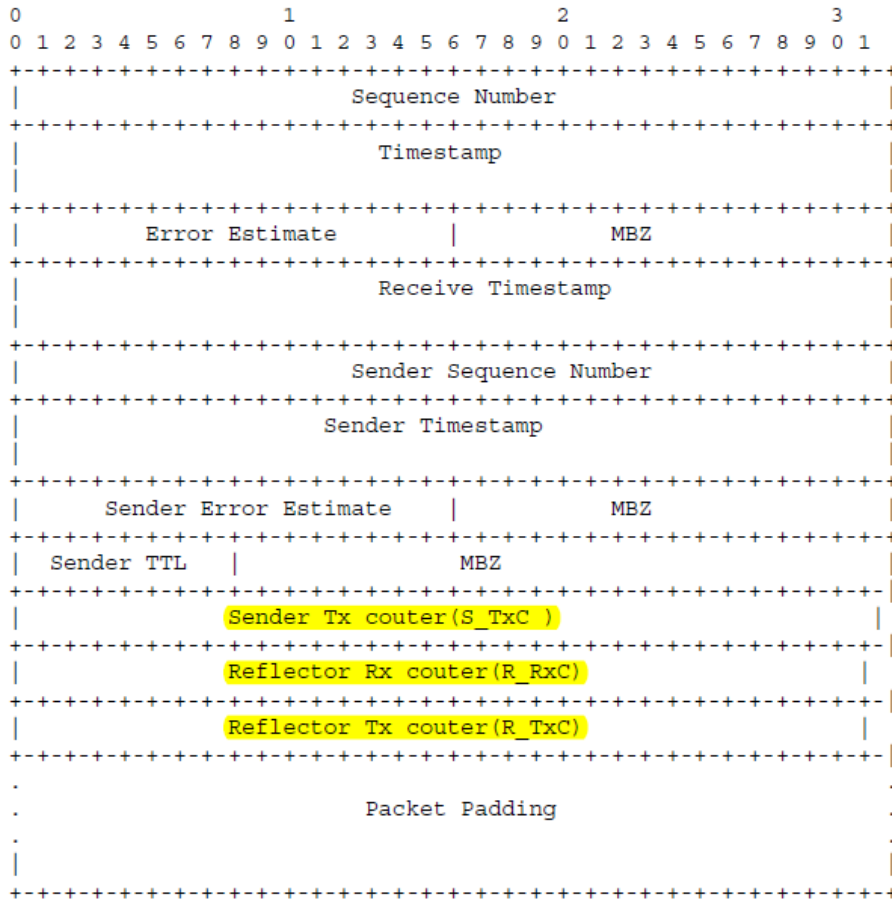 0 1 2 3
0 1 2 3 4 5 6 7 8 9 0 1 2 3 4 5 6 7 8 9 0 1 2 3 4 5 6 7 8 9 0 1
+-+-+-+-+-+-+-+-+-+-+-+-+-+-+-+-+-+-+-+-+-+-+-+-+-+-+-+-+-+-+-+-+
| Sequence Number |
+-+-+-+-+-+-+-+-+-+-+-+-+-+-+-+-+-+-+-+-+-+-+-+-+-+-+-+-+-+-+-+-+
| Timestamp |
| |
+-+-+-+-+-+-+-+-+-+-+-+-+-+-+-+-+-+-+-+-+-+-+-+-+-+-+-+-+-+-+-+-+
| Error Estimate | MBZ |
+-+-+-+-+-+-+-+-+-+-+-+-+-+-+-+-+-+-+-+-+-+-+-+-+-+-+-+-+-+-+-+-+
| Receive Timestamp |
| |
+-+-+-+-+-+-+-+-+-+-+-+-+-+-+-+-+-+-+-+-+-+-+-+-+-+-+-+-+-+-+-+-+
| Sender Sequence Number |
+-+-+-+-+-+-+-+-+-+-+-+-+-+-+-+-+-+-+-+-+-+-+-+-+-+-+-+-+-+-+-+-+
| Sender Timestamp |
| |
+-+-+-+-+-+-+-+-+-+-+-+-+-+-+-+-+-+-+-+-+-+-+-+-+-+-+-+-+-+-+-+-+
| Sender Error Estimate | MBZ |
+-+-+-+-+-+-+-+-+-+-+-+-+-+-+-+-+-+-+-+-+-+-+-+-+-+-+-+-+-+-+-+-+
| Sender TTL | MBZ |
+-+-+-+-+-+-+-+-+-+-+-+-+-+-+-+-+-+-+-+-+-+-+-+-+-+-+-+-+-+-+-+-|
| Sender Tx couter(S_TxC ) |
+-+-+-+-+-+-+-+-+-+-+-+-+-+-+-+-+-+-+-+-+-+-+-+-+-+-+-+-+-+-+-+-|
| Reflector Rx couter(R_RxC) |
+-+-+-+-+-+-+-+-+-+-+-+-+-+-+-+-+-+-+-+-+-+-+-+-+-+-+-+-+-+-+-+-|
| Reflector Tx couter(R_TxC) |
+-+-+-+-+-+-+-+-+-+-+-+-+-+-+-+-+-+-+-+-+-+-+-+-+-+-+-+-+-+-+-+-|
. .
. Packet Padding .
. .
| |
+-+-+-+-+-+-+-+-+-+-+-+-+-+-+-+-+-+-+-+-+-+-+-+-+-+-+-+-+-+-+-+-+